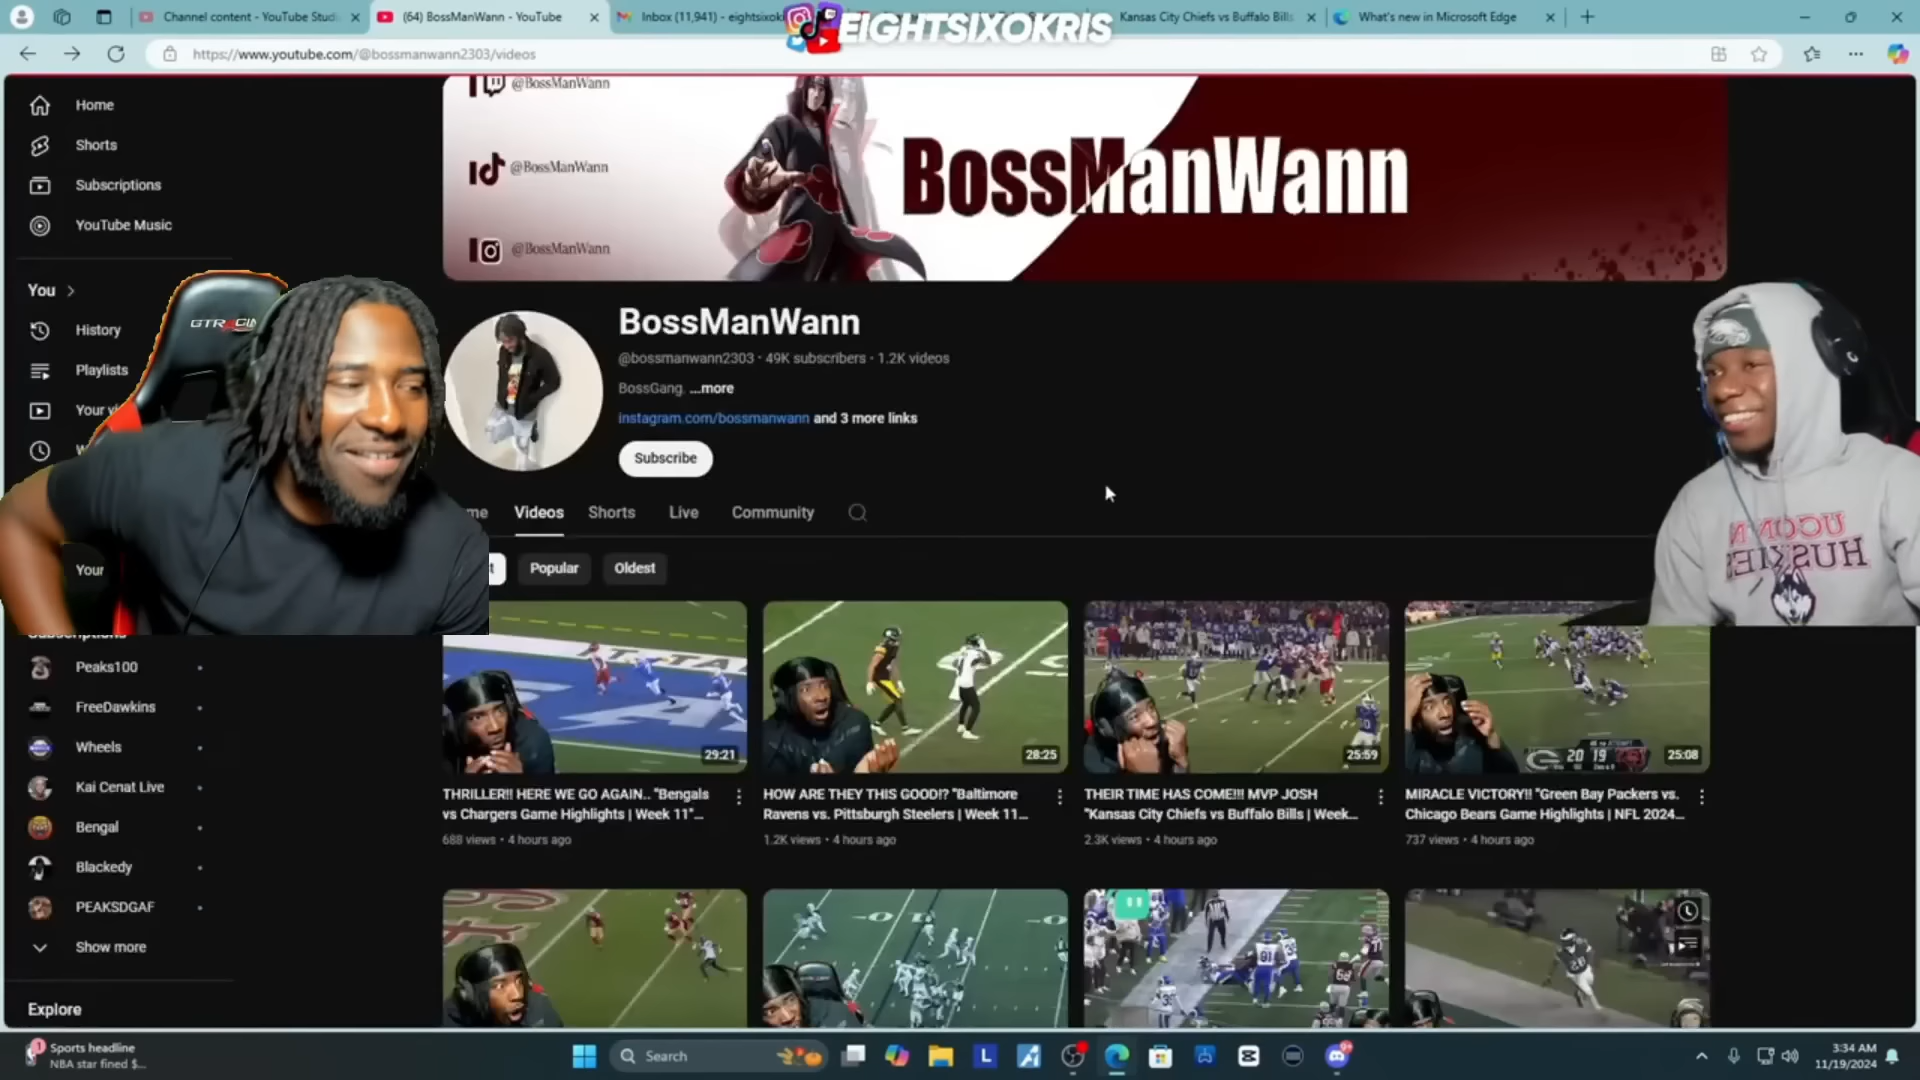 Channel content - YouTube Studi
(64) BossManWann - YouTube
Inbox (11,941) - eightsixok
Kansas City Chiefs vs Buffalo Bills
What's new in Microsoft Edge
EIGHTSIXOKRIS
https://www.youtube.com/@bossmanwann2303/videos
Home
Shorts
Subscriptions
YouTube Music
You
History
Playlists
Your vi
Your
Subscriptions
Peaks100
FreeDawkins
Wheels
Kai Cenat Live
Bengal
Blackedy
PEAKSDGAF
Show more
Explore
@BossManWann
@BossManWann
@BossManWann
BossManWann
GTRACIN
BossManWann
@bossmanwann2303 · 49K subscribers · 1.2K videos
BossGang. ...more
instagram.com/bossmanwann and 3 more links
Subscribe
me
Videos
Shorts
Live
Community
t
Popular
Oldest
UCONN
HUSKIES
29:21
28:25
25:59
20 19
25:08
THRILLER!! HERE WE GO AGAIN.. "Bengals
vs Chargers Game Highlights | Week 11"...
688 views · 4 hours ago
HOW ARE THEY THIS GOOD!? "Baltimore
Ravens vs. Pittsburgh Steelers | Week 11...
1.2K views · 4 hours ago
THEIR TIME HAS COME!!! MVP JOSH
"Kansas City Chiefs vs Buffalo Bills | Week...
2.3K views · 4 hours ago
MIRACLE VICTORY!! "Green Bay Packers vs.
Chicago Bears Game Highlights | NFL 2024...
737 views · 4 hours ago
Sports headline
NBA star fined $...
Search
3:34 AM
11/19/2024